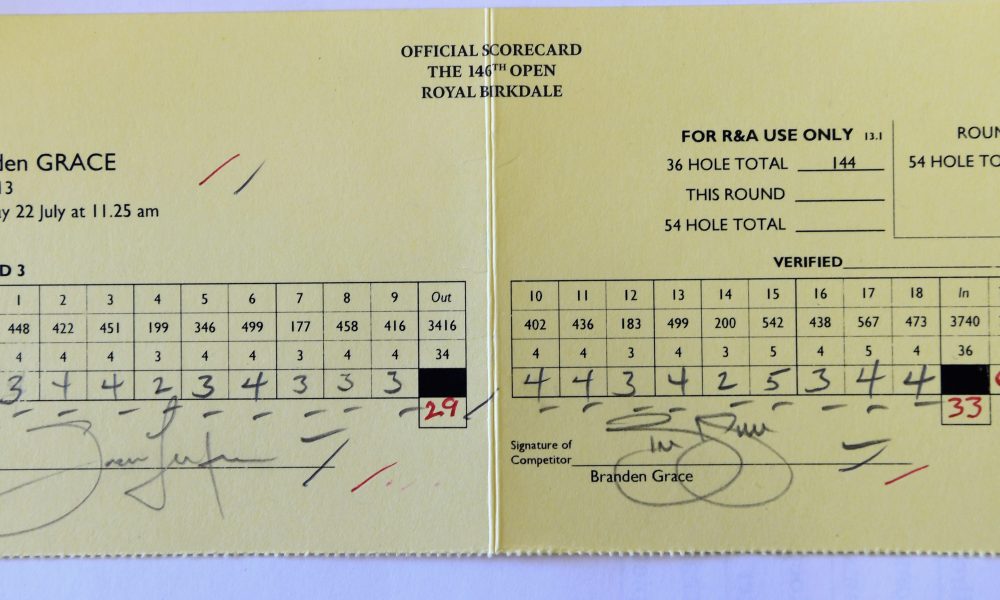 OFFICIAL SCORECARD
THE 146TH OPEN
ROYAL BIRKDALE
den GRACE
13
ay 22 July at 11.25 am
D 3
1 2 3 4 5 6 7 8 9 Out
448 422 451 199 346 499 177 458 416 3416
4 4 4 3 4 4 3 4 4 34
3 4 4 2 3 4 3 3 3
29
FOR R&A USE ONLY 13.1
36 HOLE TOTAL 144
THIS ROUND
54 HOLE TOTAL
ROUN
54 HOLE TO
VERIFIED
10 11 12 13 14 15 16 17 18 In
402 436 183 499 200 542 438 567 473 3740
4 4 3 4 3 5 4 5 4 36
4 4 3 4 2 5 3 4 4
33
Signature of
Competitor
Branden Grace